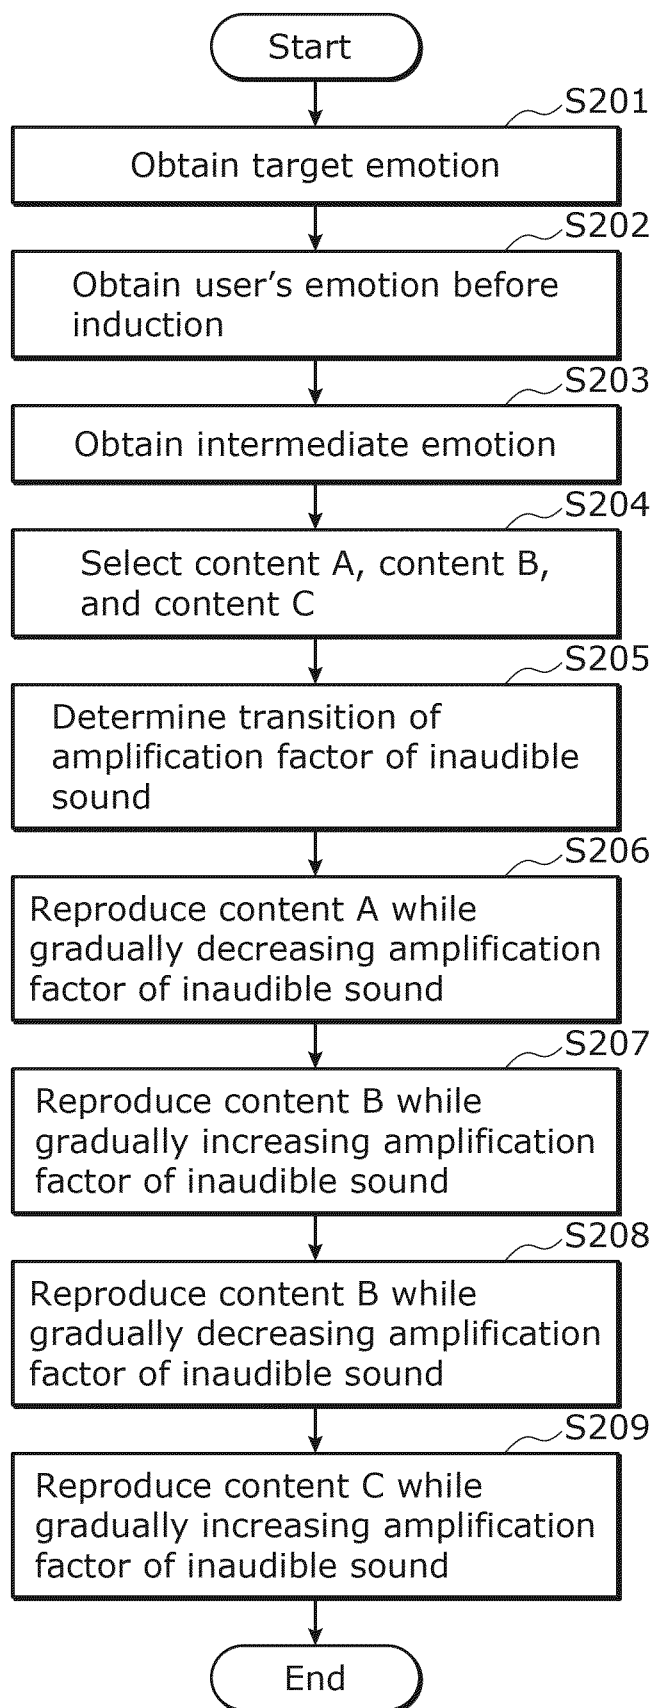 Start
S201
Obtain target emotion
S202
Obtain user's emotion before
induction
S203
Obtain intermediate emotion
S204
Select content A, content B,
and content C
S205
Determine transition of
amplification factor of inaudible
sound
S206
Reproduce content A while
gradually decreasing amplification
factor of inaudible sound
S207
Reproduce content B while
gradually increasing amplification
factor of inaudible sound
S208
Reproduce content B while
gradually decreasing amplification
factor of inaudible sound
S209
Reproduce content C while
gradually increasing amplification
factor of inaudible sound
End